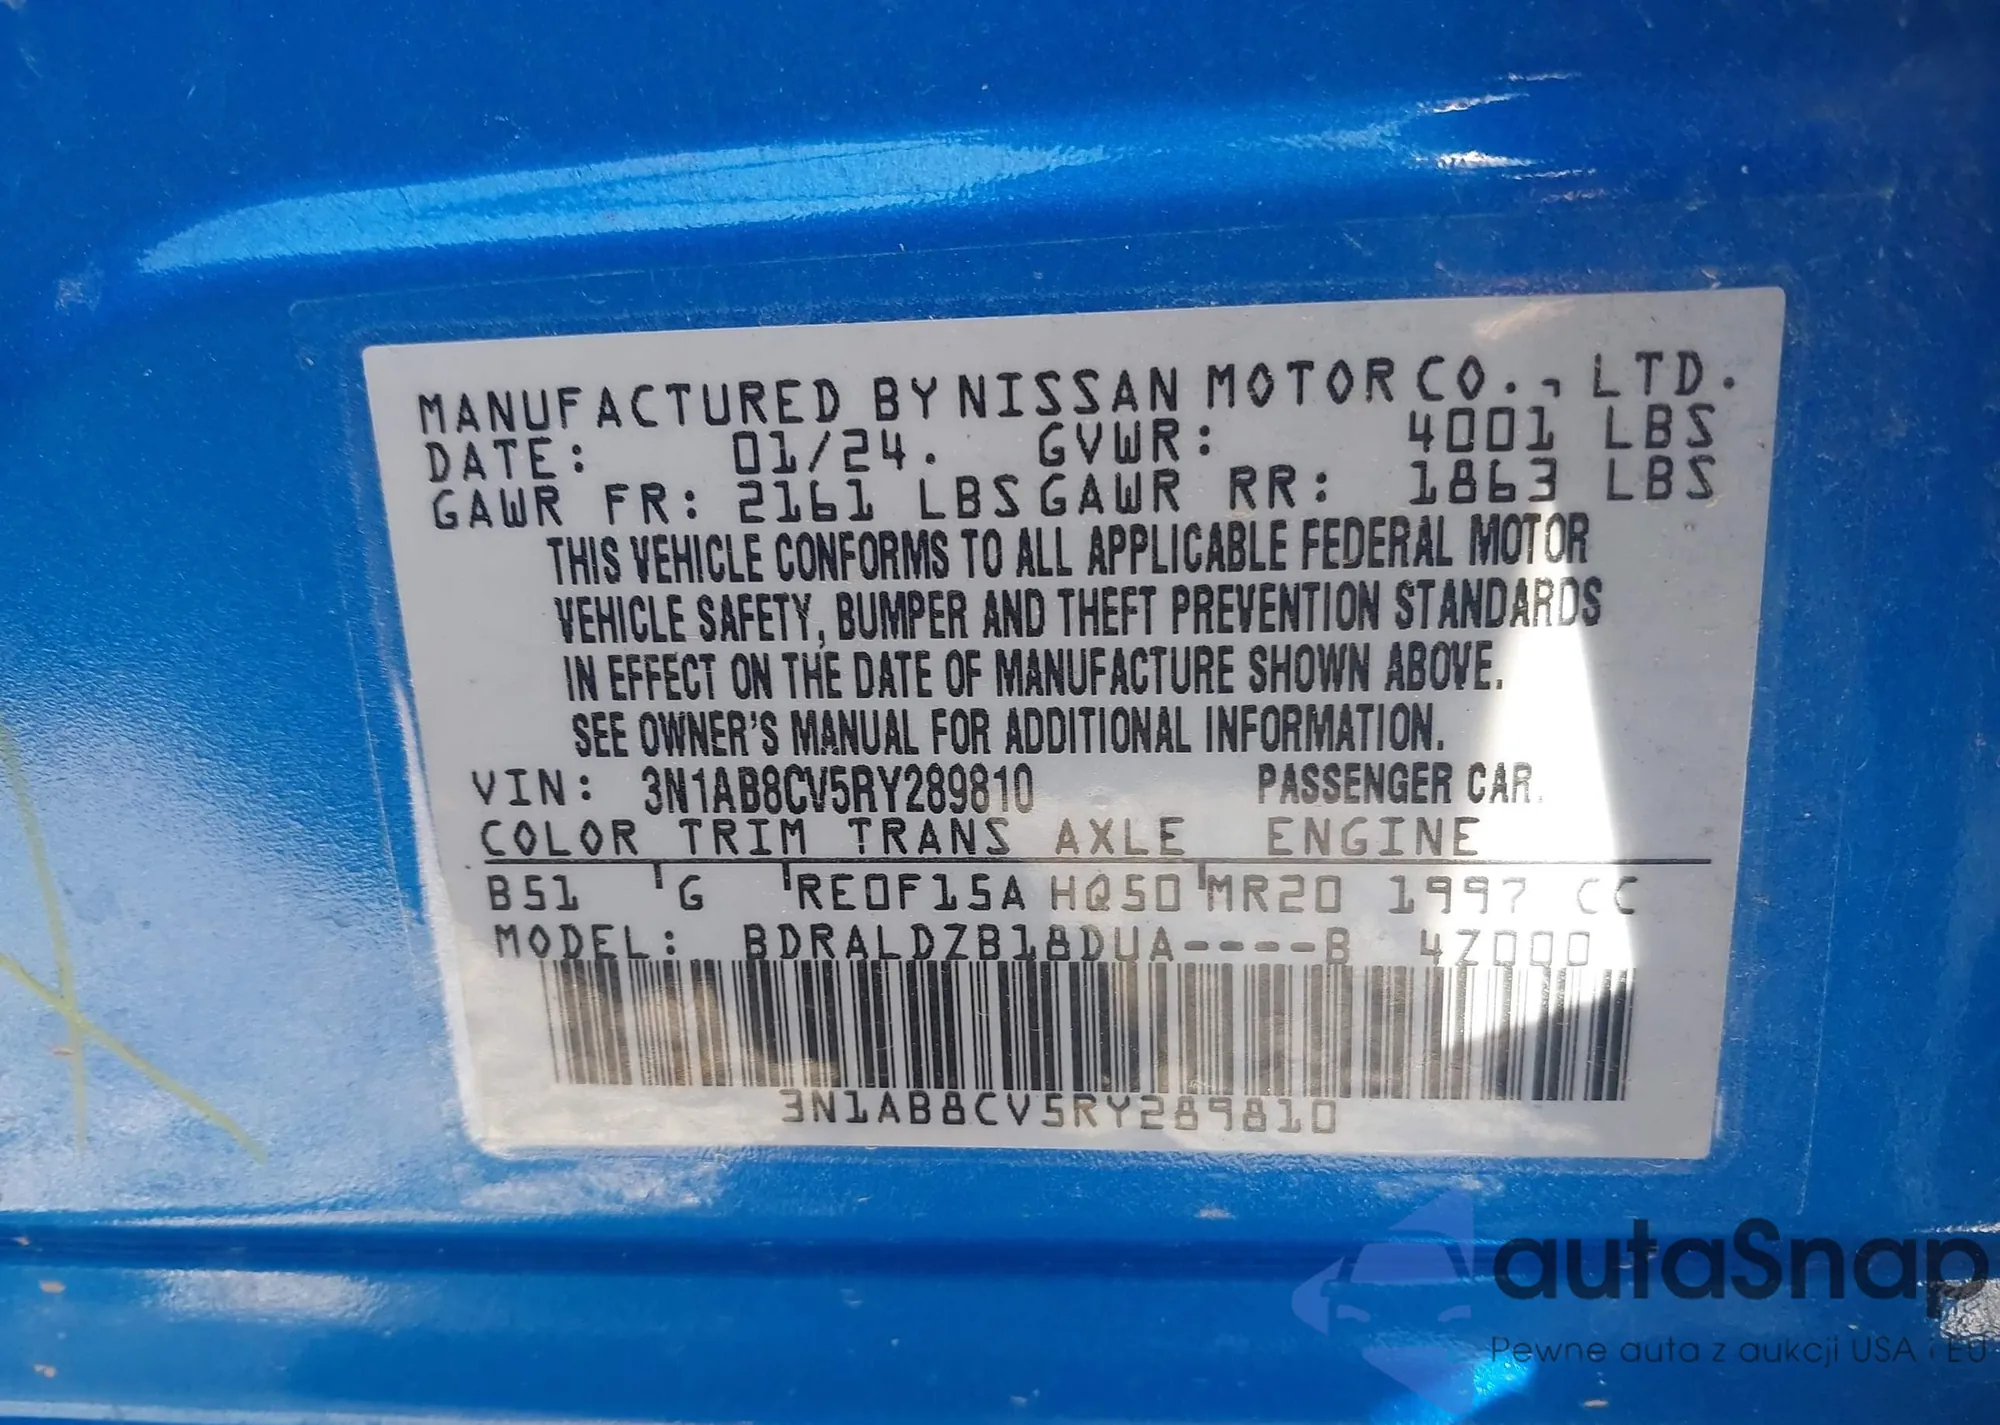 MANUFACTURED BY NISSAN MOTOR CO., LTD.
DATE: 01/24. GVWR: 4001 LBS
GAWR FR: 2161 LBS GAWR RR: 1863 LBS
THIS VEHICLE CONFORMS TO ALL APPLICABLE FEDERAL MOTOR
VEHICLE SAFETY, BUMPER AND THEFT PREVENTION STANDARDS
IN EFFECT ON THE DATE OF MANUFACTURE SHOWN ABOVE.
SEE OWNER'S MANUAL FOR ADDITIONAL INFORMATION.
VIN: 3N1AB8CV5RY289810 PASSENGER CAR.
COLOR TRIM TRANS AXLE ENGINE
B51 G RE0F15A HQ50 MR20 1997 CC
MODEL: BDRALDZB18DUA----B 4Z000
3N1AB8CV5RY289810
autaSnap
Pewne auta z aukcji USA i EU